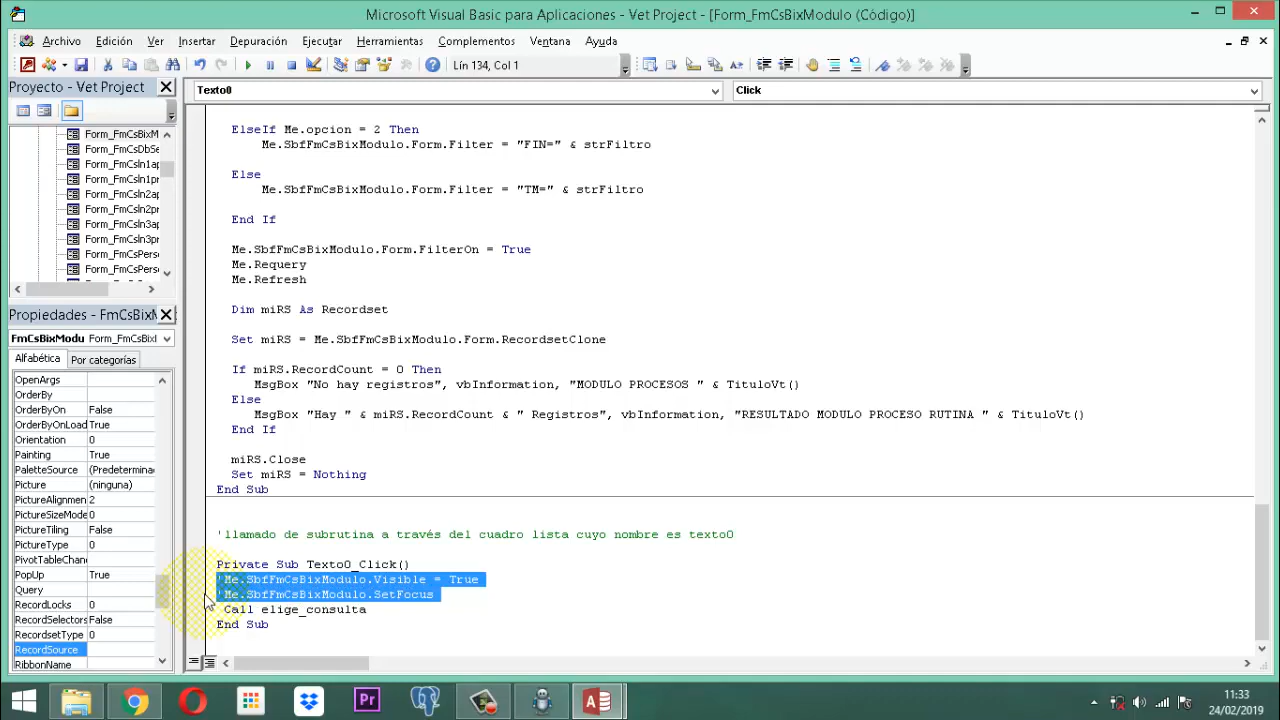 Microsoft Visual Basic para Aplicaciones - Vet Project - [Form_FmCsBixModulo (Código)]
Archivo Edición Ver Insertar Formato Depuración Ejecutar Herramientas Complementos Ventana Ayuda
Lín 134, Col 1
Proyecto - Vet Project
Texto0
Click
Form_FmCsBixM
Form_FmCsDbSe
Form_FmCsIn1ap
Form_FmCsIn1pr
Form_FmCsIn2ap
Form_FmCsIn2pr
Form_FmCsIn3ap
Form_FmCsIn3pr
Form_FmCsPerso
Form_FmCsPerso
Propiedades - FmCsBixM
FmCsBixModu Form_FmCsBixl
Alfabética Por categorías
OpenArgs
OrderBy
OrderByOn False
OrderByOnLoad True
Orientation 0
Painting True
PaletteSource (Predetermina
Picture (ninguna)
PictureAlignmen 2
PictureSizeMode 0
PictureTiling False
PictureType 0
PivotTableChan
PopUp True
Query
RecordLocks 0
RecordSelectors False
RecordsetType 0
RecordSource
RibbonName
ElseIf Me.opcion = 2 Then
Me.SbfFmCsBixModulo.Form.Filter = "FIN=" & strFiltro
Else
Me.SbfFmCsBixModulo.Form.Filter = "TM=" & strFiltro
End If
Me.SbfFmCsBixModulo.Form.FilterOn = True
Me.Requery
Me.Refresh
Dim miRS As Recordset
Set miRS = Me.SbfFmCsBixModulo.Form.RecordsetClone
If miRS.RecordCount = 0 Then
MsgBox "No hay registros", vbInformation, "MODULO PROCESOS " & TituloVt()
Else
MsgBox "Hay " & miRS.RecordCount & " Registros", vbInformation, "RESULTADO MODULO PROCESO RUTINA " & TituloVt()
End If
miRS.Close
Set miRS = Nothing
End Sub
'llamado de subrutina a través del cuadro lista cuyo nombre es texto0
Private Sub Texto0_Click()
'Me.SbfFmCsBixModulo.Visible = True
'Me.SbfFmCsBixModulo.SetFocus
Call elige_consulta
End Sub
Pr
11:33
24/02/2019